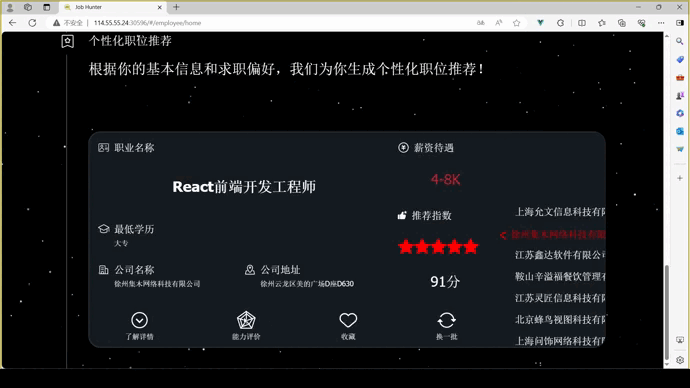 Job Hunter
不安全
114.55.55.24:30596/#/employee/home
个性化职位推荐
根据你的基本信息和求职偏好，我们为你生成个性化职位推荐！
职业名称
薪资待遇
React前端开发工程师
4-8K
最低学历
推荐指数
大专
上海允文信息科技有
< 徐州集木网络科技有限
公司名称
公司地址
江苏鑫达软件有限公司
徐州集木网络科技有限公司
徐州云龙区美的广场D座D630
91分
鞍山辛溢福餐饮管理
江苏灵匠信息科技有
北京蜂鸟视图科技有
上海问饰网络科技有
了解详情
能力评价
收藏
换一批